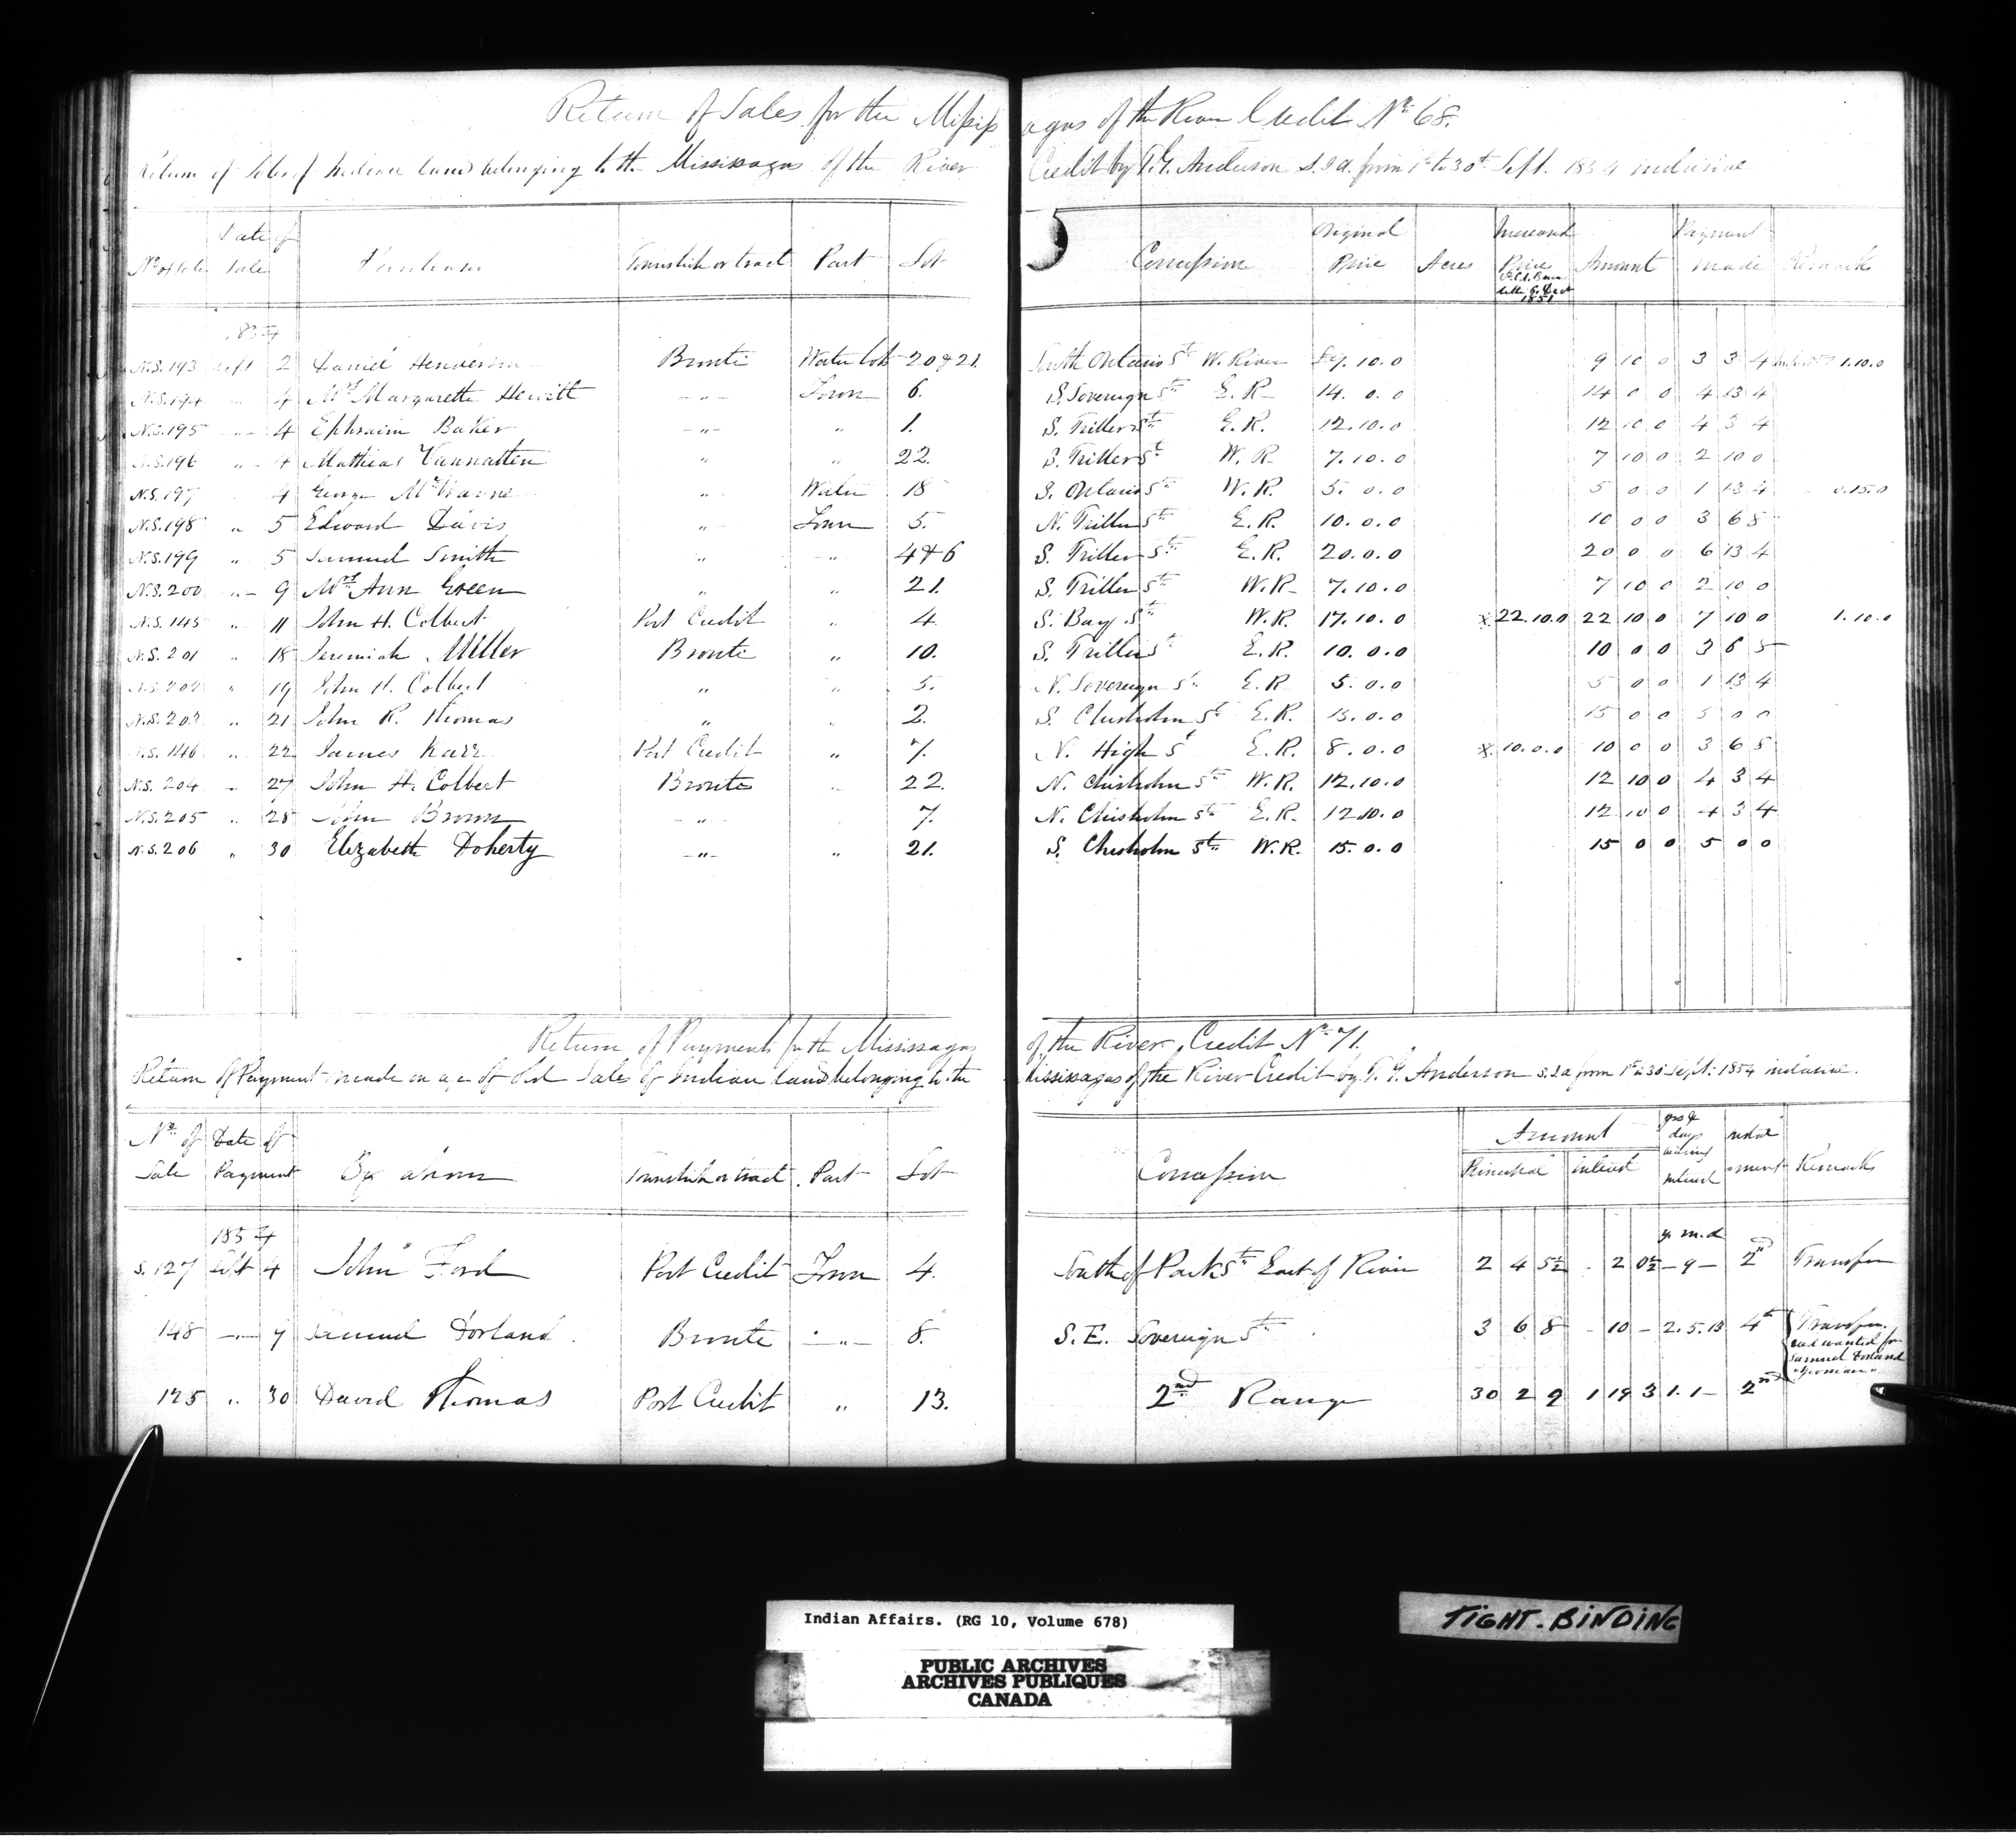 Return of Sales for the Missisagas of the River Credit No. 68.
Return of Sales of Indian land belonging to the Missisagas of the River Credit by T.G. Anderson S.I.a. from 1st to 30th Sept. 1854 inclusive
No of Sale Date of Sale Purchaser Township or tract Part Lot Concession Original Price Acres Increased Price Amount Payment made Remarks
letter 1851
1854
N.S.193 Sept 2 Daniel Henderson Bronte Water Lots 20 & 21. South Ontario St W. River £9.10.0 9 10 0 3 3 4 1.10.0
N.S.194 " 4 Mrs Margarette Hewitt -"- Town 6. S. Sovereign St E. R 14. 0. 0 14 0 0 4 13 4
N.S.195 -"- 4 Ephraim Baker -"- " 1. S. Triller St E. R. 12.10.0 12 10 0 4 3 4
N.S.196 " 4 Mathias Vannatten " " 22. S. Triller St W. R. 7.10.0 7 10 0 2 10 0
N.S.197 4 George " Water 18 S. Ontario St W. R. 5. 0. 0 5 0 0 1 13 4 0.15.0
N.S.198 " 5 Edward Davis " Town 5. N. Triller St E. R. 10. 0. 0 10 0 0 3 6 8
N.S.199 " 5 Samuel Smith " " 4 & 6 S. Triller St E. R. 20.0.0 20 0 0 6 13 4
N.S.200 " 9 Mrs Ann Green " " 21. S. Triller St W.R. 7.10.0 7 10 0 2 10 0
N.S.145 " 11 John H. Colbert Port Credit " 4 S. Bay St W.R. 17.10.0 x 22.10.0 22 10 0 7 10 0 1.10.0
N.S.201 " 18 Jeremiah Miller Bronte " 10. S. Triller St E. R. 10. 0. 0 10 0 0 3 6 8
N.S.202 " 19 John H. Colbert " " 5. N. Sovereign St E. R 5. 0. 0 5 0 0 1 13 4
N.S.203 " 21 John R. Thomas " " 2. S. Chisholm St E. R. 15. 0. 0 15 0 0 5 0 0
N.S.146 " 22 James Karr Port Credit " 7. N. High St E. R. 8. 0. 0 x 10.0.0 10 0 0 3 6 8
N.S.204 " 27 John H. Colbert Bronte " 22. N. Chisholm St W. R. 12.10.0 12 10 0 4 3 4
N.S.205 " 28 John Brown -"- 7. N. Chisholm St E. R. 12.10.0 12 10 0 4 3 4
N.S.206 " 30 Elizabeth Doherty -"- " 21. S. Chisholm St W. R. 15. 0. 0 15 0 0 5 0 0
Return of Payments for the Missisagas of the River Credit No. 71.
Return of Payment made on a/c of old Sales of Indian land belonging to the Missisagas of the River Credit by T. G. Anderson S.I.a from 1st to 30 Sept: 1854 inclusive.
No. of Sale Date of Payment By whom Township or tract Part Lot Concession Amount Principal interest yrs & days bearing interest instalment Remarks
1854 y. m. d
S. 127 Sept 4 John Ford Port Credit Town 4. South of Park St East of River 2 4 5½ - 2 0½ - 9 - 2nd Transfer
148 -"- 7 Samuel Dorland Bronte -"- 8. S. E. Sovereign St 3 6 8 - 10 - 2. 5. 13 4th Transfer.
deed wanted for
Samuel Dorland
"Yeoman"
125 " 30 David Thomas Port Credit " 13. 2nd Range 30 2 9 1 19 3 1. 1 - 2nd
Indian Affairs. (RG 10, Volume 678)
PUBLIC ARCHIVES
ARCHIVES PUBLIQUES
CANADA
TIGHT. BINDING